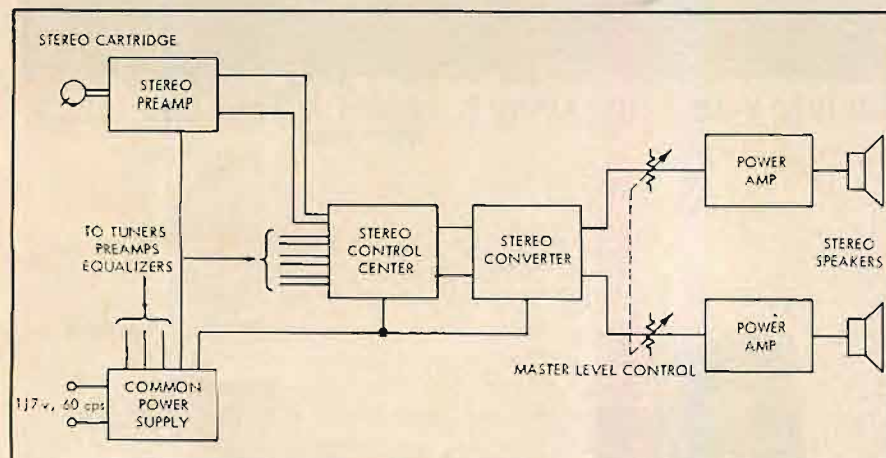 STEREO CARTRIDGE
STEREO
PREAMP
TO TUNERS
PREAMPS
EQUALIZERS
STEREO
CONTROL
CENTER
STEREO
CONVERTER
POWER
AMP
STEREO
SPEAKERS
POWER
AMP
MASTER LEVEL CONTROL
117 v, 60 cps
COMMON
POWER
SUPPLY